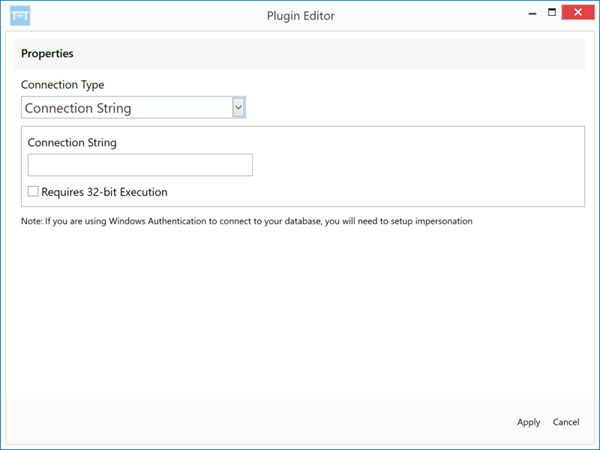 Plugin Editor
Properties
Connection Type
Connection String
Connection String
Requires 32-bit Execution
Note: If you are using Windows Authentication to connect to your database, you will need to setup impersonation
Apply Cancel